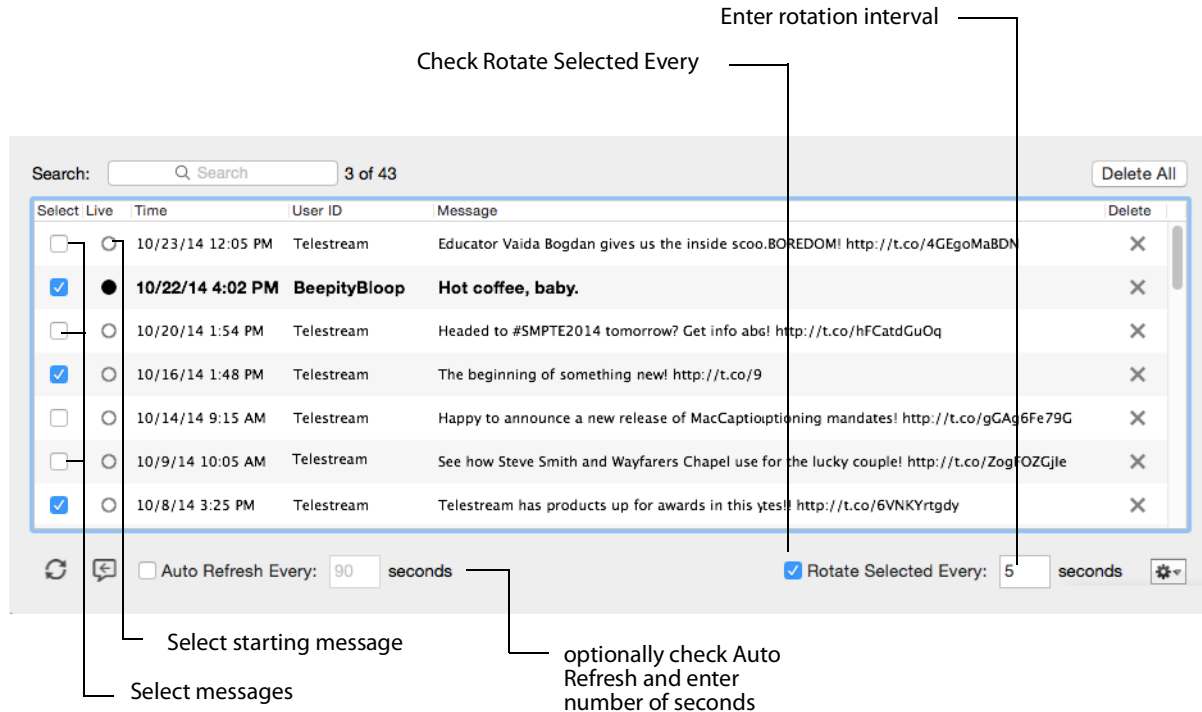 Enter rotation interval
Check Rotate Selected Every
Search: Search 3 of 43 Delete All
Select Live Time User ID Message Delete
10/23/14 12:05 PM Telestream Educator Vaida Bogdan gives us the inside scoo.BOREDOM! http://t.co/4GEgoMaBDN
10/22/14 4:02 PM BeepityBloop Hot coffee, baby.
10/20/14 1:54 PM Telestream Headed to #SMPTE2014 tomorrow? Get info abo! http://t.co/hFCatdGuOq
10/16/14 1:48 PM Telestream The beginning of something new! http://t.co/9
10/14/14 9:15 AM Telestream Happy to announce a new release of MacCaptiouptioning mandates! http://t.co/gGAg6Fe79G
10/9/14 10:05 AM Telestream See how Steve Smith and Wayfarers Chapel use for the lucky couple! http://t.co/ZogFOZGjle
10/8/14 3:25 PM Telestream Telestream has products up for awards in this ytes!! http://t.co/6VNKYrtgdy
Auto Refresh Every: 90 seconds Rotate Selected Every: 5 seconds
Select starting message
optionally check Auto
Refresh and enter
number of seconds
Select messages